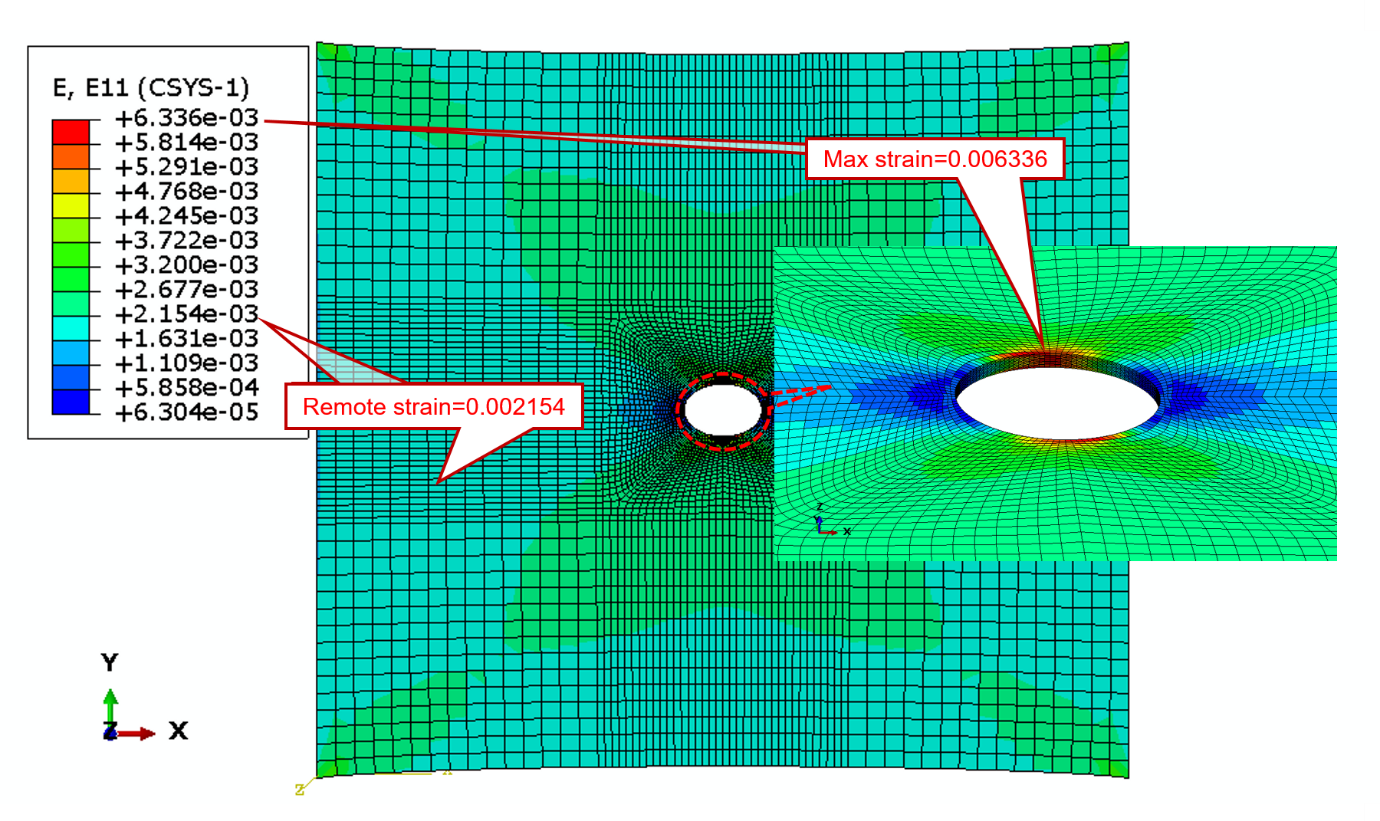 E, E11 (CSYS-1)
+6.336e-03
+5.814e-03
+5.291e-03
+4.768e-03
+4.245e-03
+3.722e-03
+3.200e-03
+2.677e-03
+2.154e-03
+1.631e-03
+1.109e-03
+5.858e-04
+6.304e-05
Max strain=0.006336
Remote strain=0.002154
Z
Y
X
Y
Z
X
Z
X